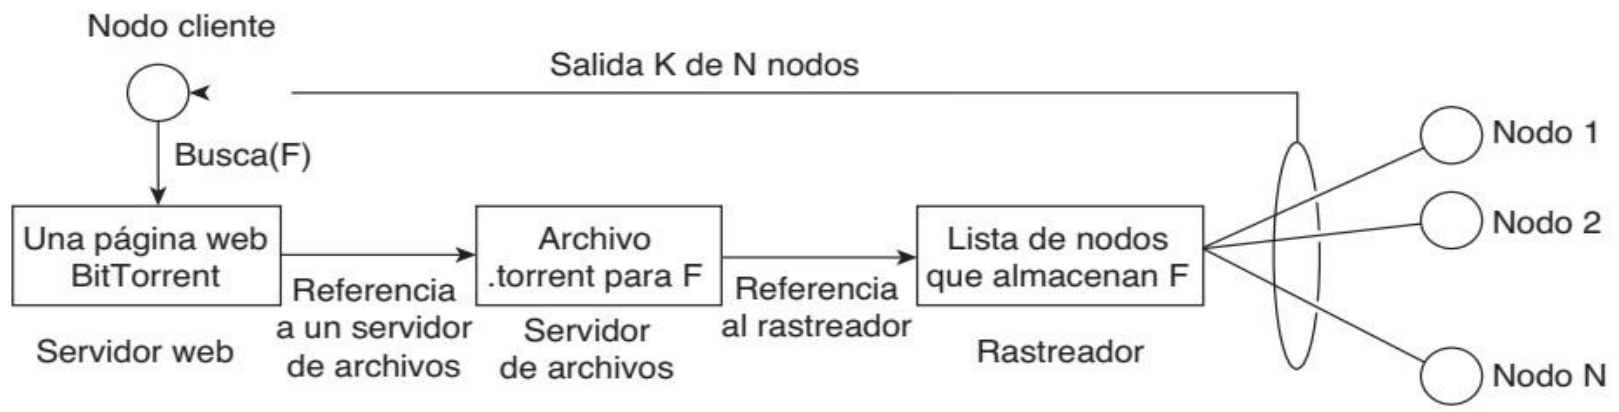 Nodo cliente
Salida K de N nodos
Busca(F)
Una página web
BitTorrent
Servidor web
Referencia
a un servidor
de archivos
Archivo
.torrent para F
Servidor
de archivos
Referencia
al rastreador
Lista de nodos
que almacenan F
Rastreador
Nodo 1
Nodo 2
Nodo N